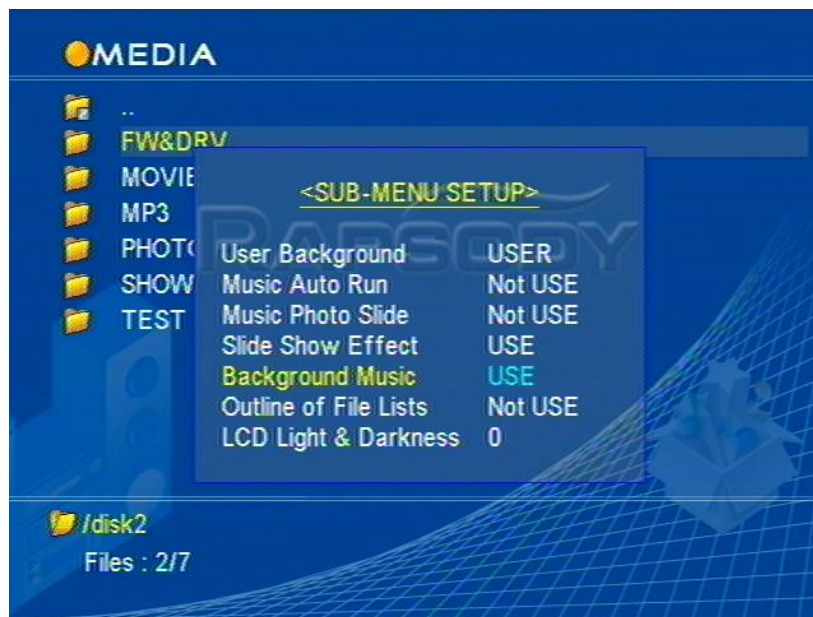 MEDIA
..
FW&DRV
MOVIE
MP3
PHOTO
SHOW
TEST
<SUB-MENU SETUP>
RAPSODY
User Background USER
Music Auto Run Not USE
Music Photo Slide Not USE
Slide Show Effect USE
Background Music USE
Outline of File Lists Not USE
LCD Light & Darkness 0
/disk2
Files : 2/7